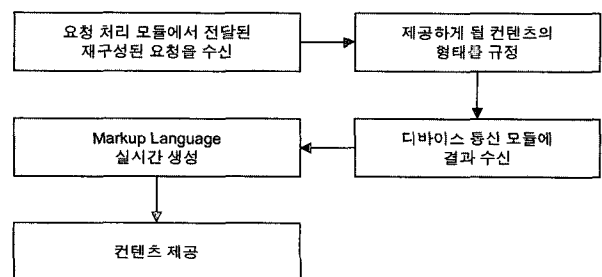 요청 처리 모듈에서 전달된
재구성된 요청을 수신
제공하게 될 컨텐츠의
형태를 규정
Markup Language
실시간 생성
디바이스 통신 모듈에
결과 수신
컨텐츠 제공